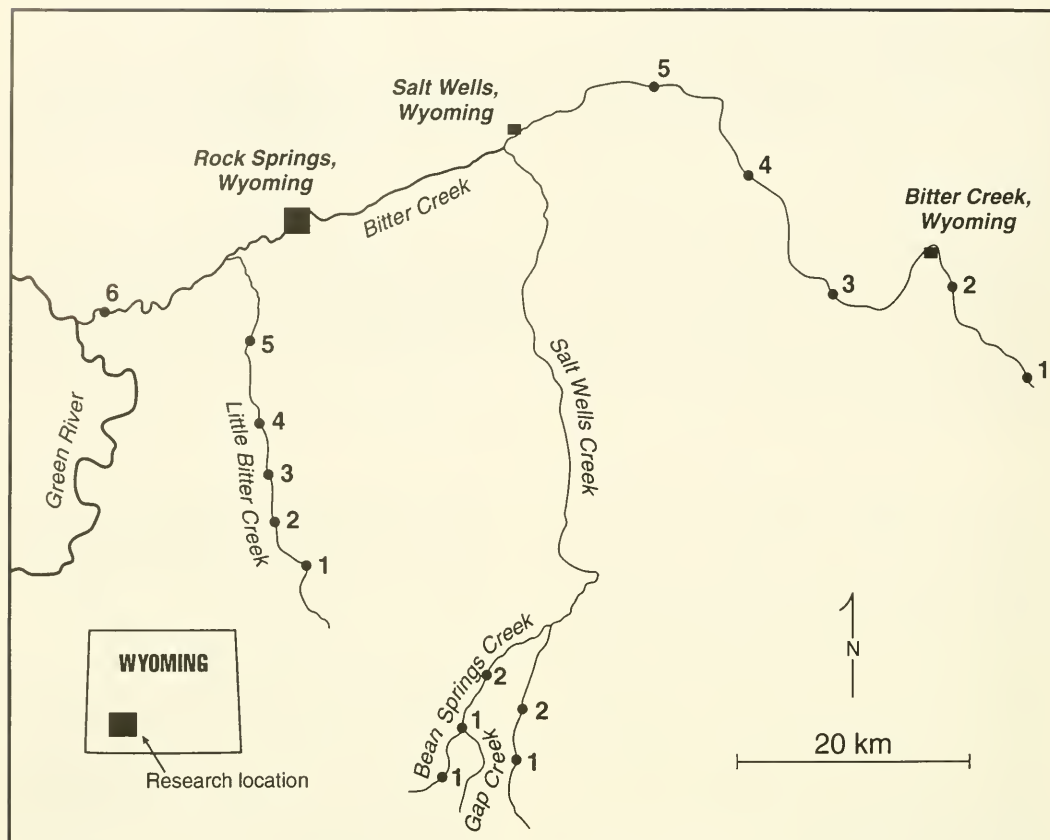 5
Salt Wells,
Wyoming
4
Rock Springs,
Wyoming
Bitter Creek
Bitter Creek,
Wyoming
3
2
1
6
5
4
3
2
1
Green River
Little Bitter Creek
Salt Wells Creek
Bean Springs Creek
2
1
1
Gap Creek
2
1
WYOMING
Research location
N
20 km